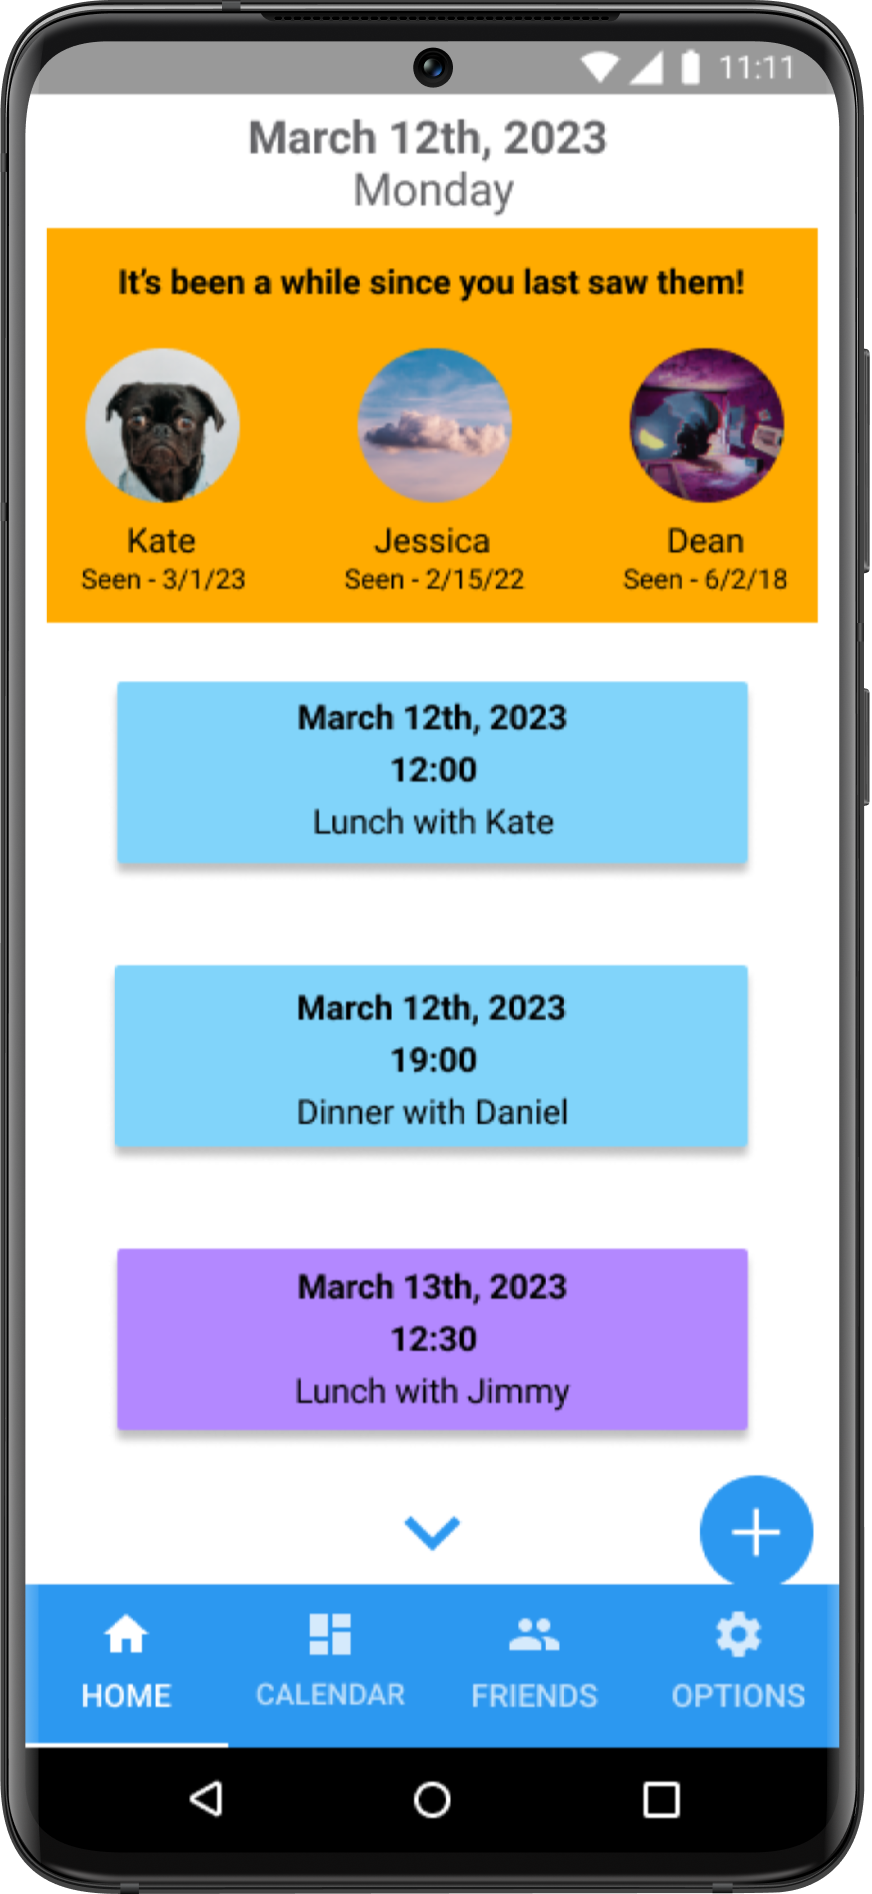 11:11
March 12th, 2023
Monday
It's been a while since you last saw them!
Kate
Seen - 3/1/23
Jessica
Seen - 2/15/22
Dean
Seen - 6/2/18
March 12th, 2023
12:00
Lunch with Kate
March 12th, 2023
19:00
Dinner with Daniel
March 13th, 2023
12:30
Lunch with Jimmy
HOME
CALENDAR
FRIENDS
OPTIONS